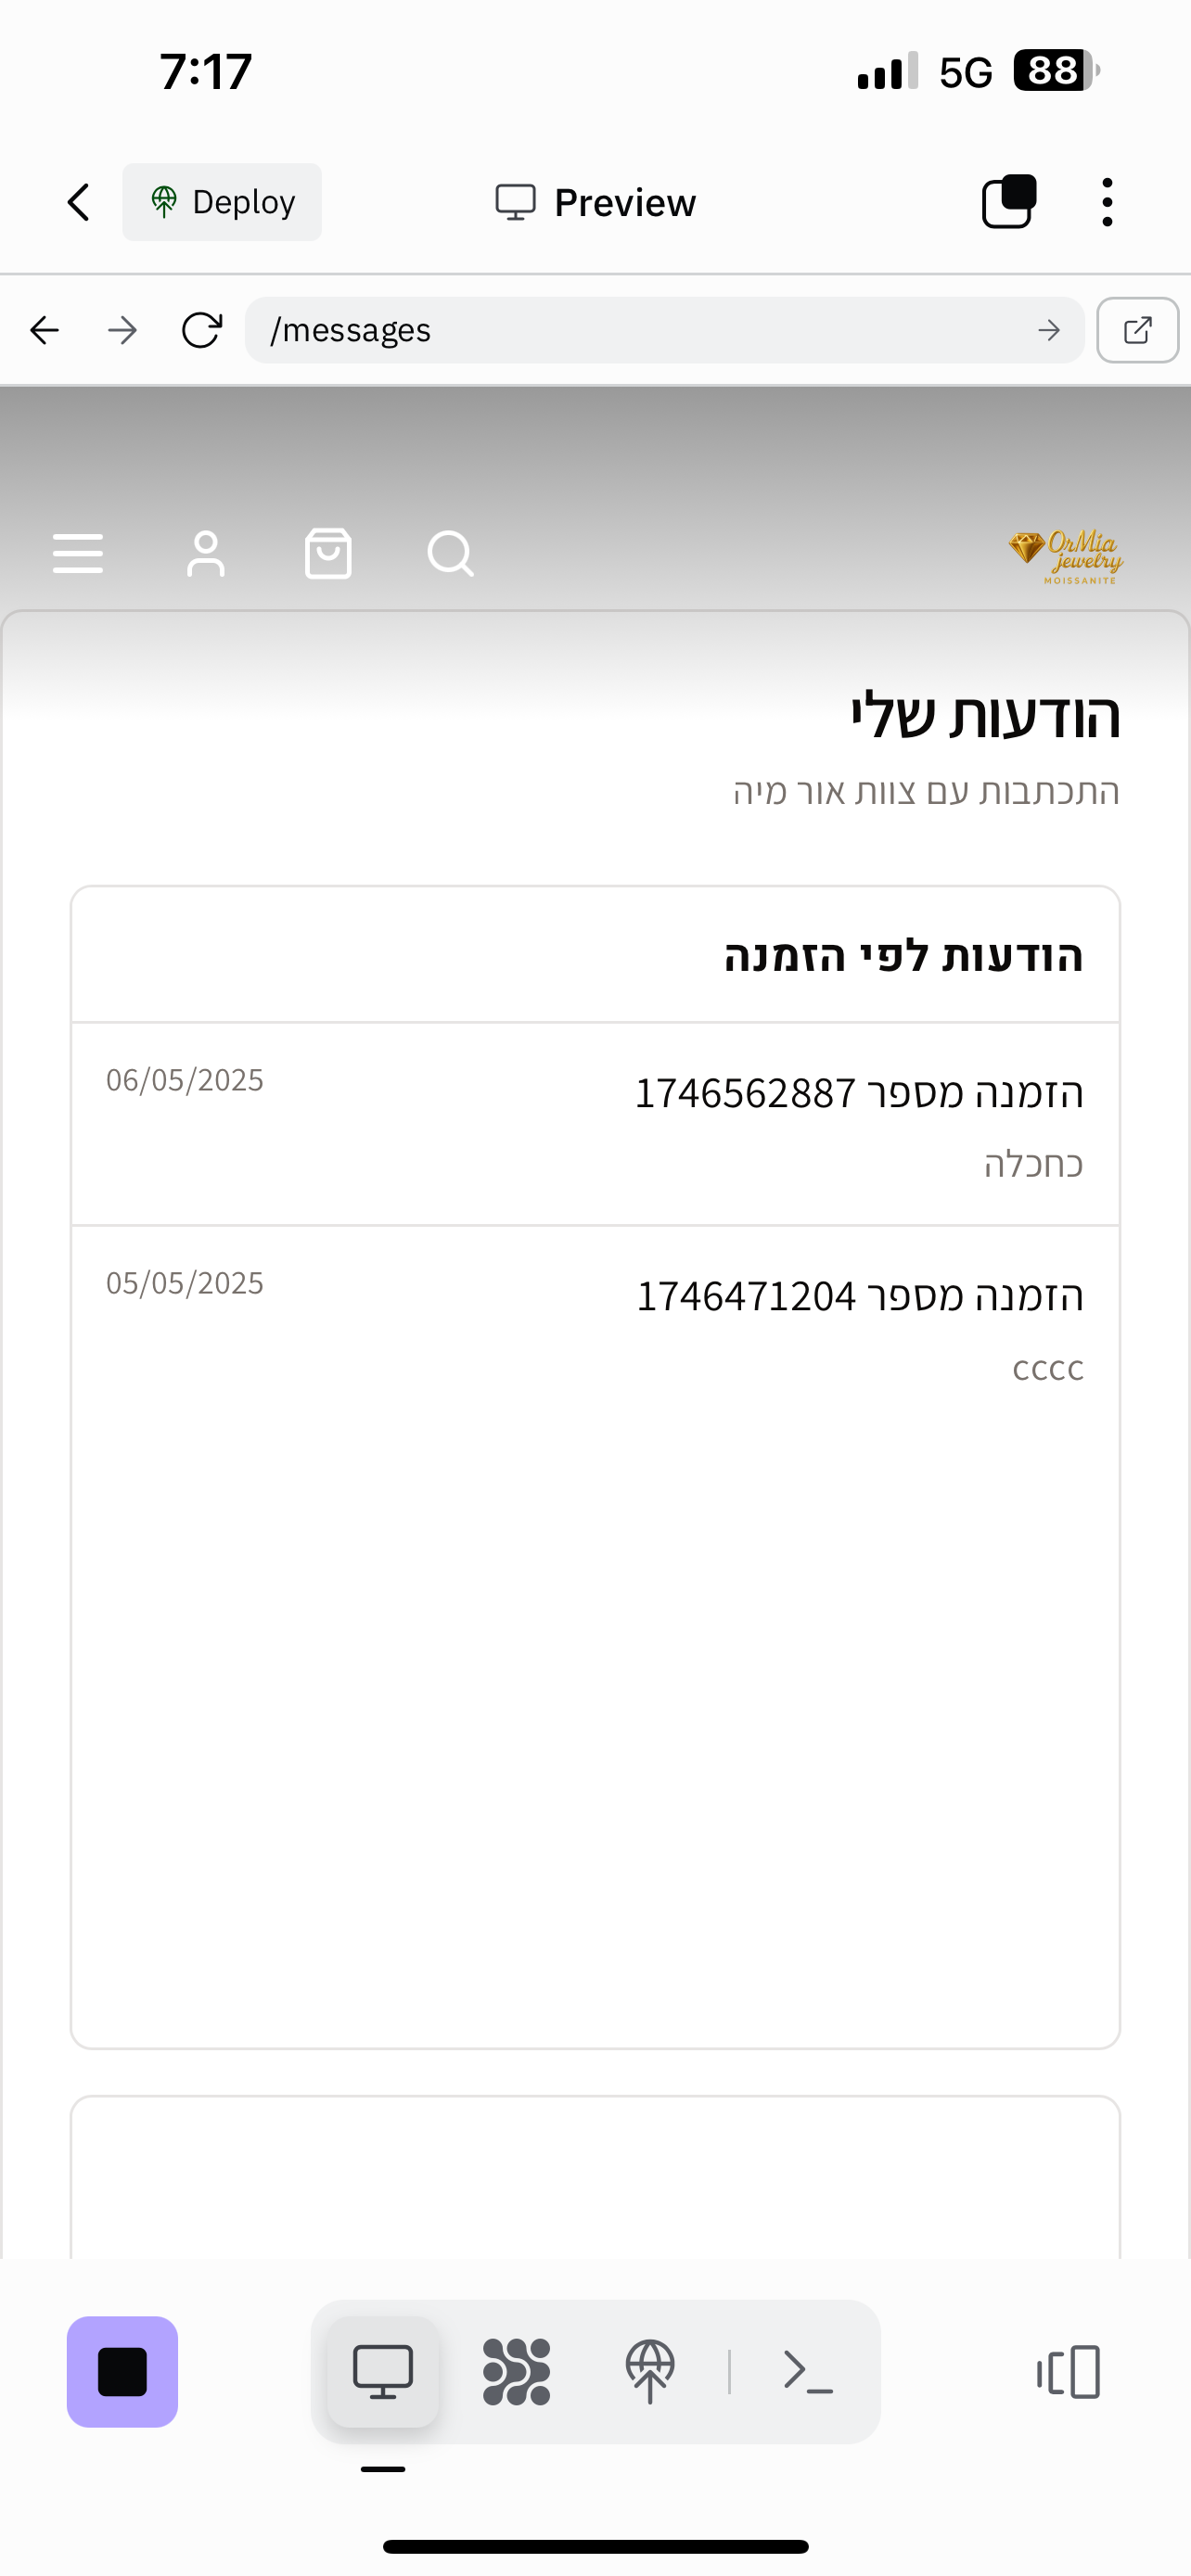 7:17
5G 88
Deploy
Preview
/messages
OrMia
jewelry
MOISSANITE
הודעות שלי
התכתבות עם צוות אור מיה
הודעות לפי הזמנה
הזמנה מספר 1746562887
06/05/2025
כחכלה
הזמנה מספר 1746471204
05/05/2025
cccc